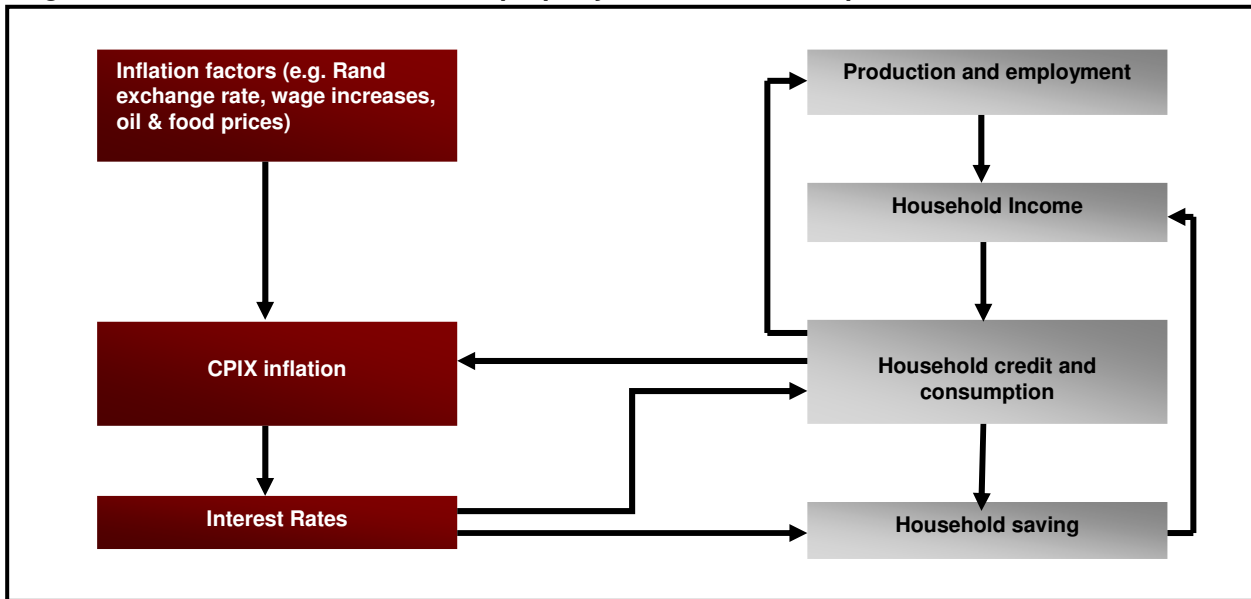 Inflation factors (e.g. Rand
exchange rate, wage increases,
oil & food prices)
CPIX inflation
Interest Rates
Production and employment
Household Income
Household credit and
consumption
Household saving